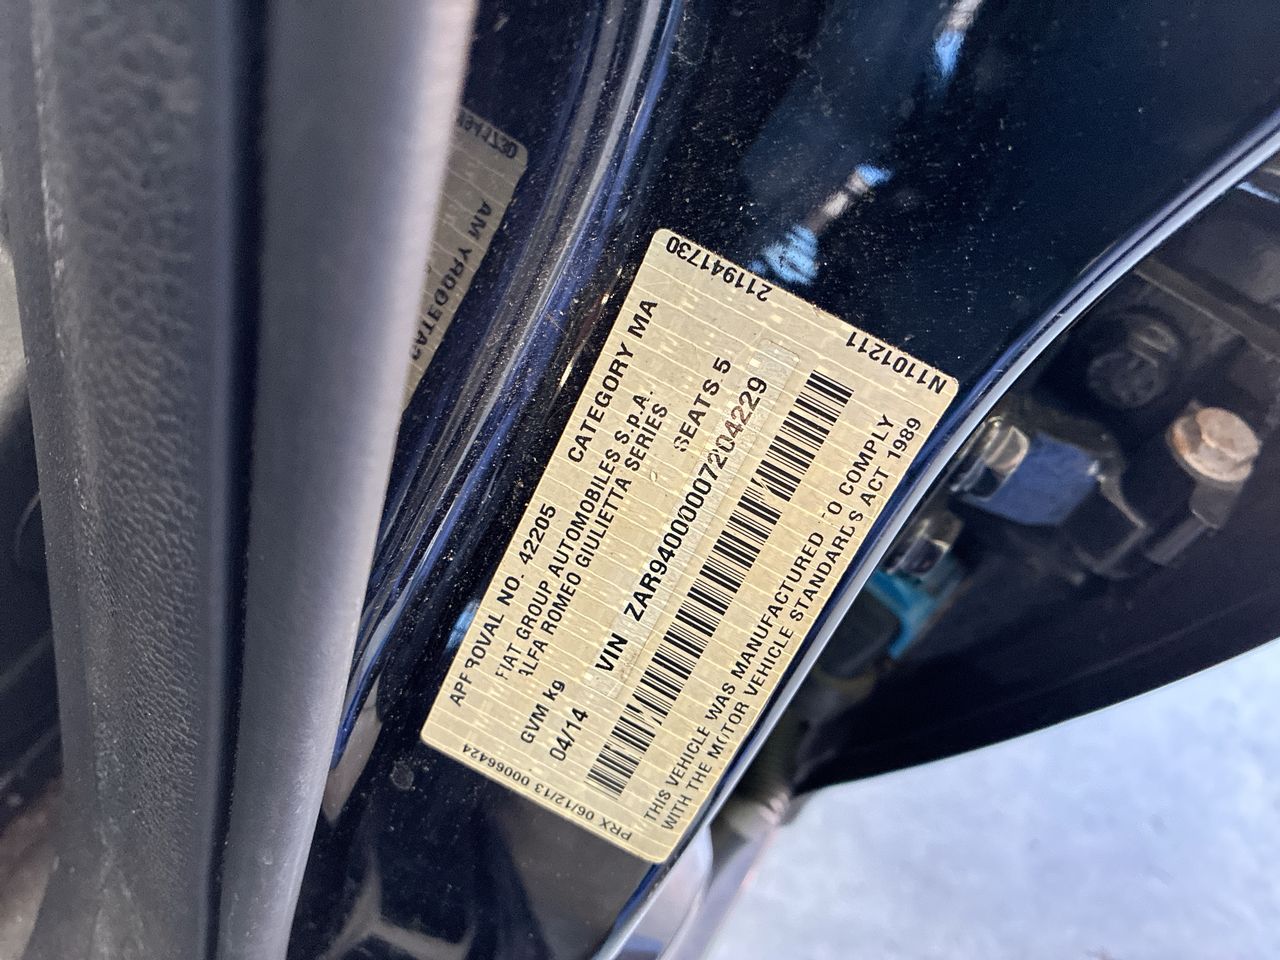 211941730
N1101211
APPROVAL NO. 42205 CATEGORY MA
FIAT GROUP AUTOMOBILES S.p.A.
ALFA ROMEO GIULIETTA SERIES
GVM kg SEATS 5
04/14 VIN ZAR94000007204229
THIS VEHICLE WAS MANUFACTURED TO COMPLY
WITH THE MOTOR VEHICLE STANDARDS ACT 1989
PRX 06/12/13 00066424